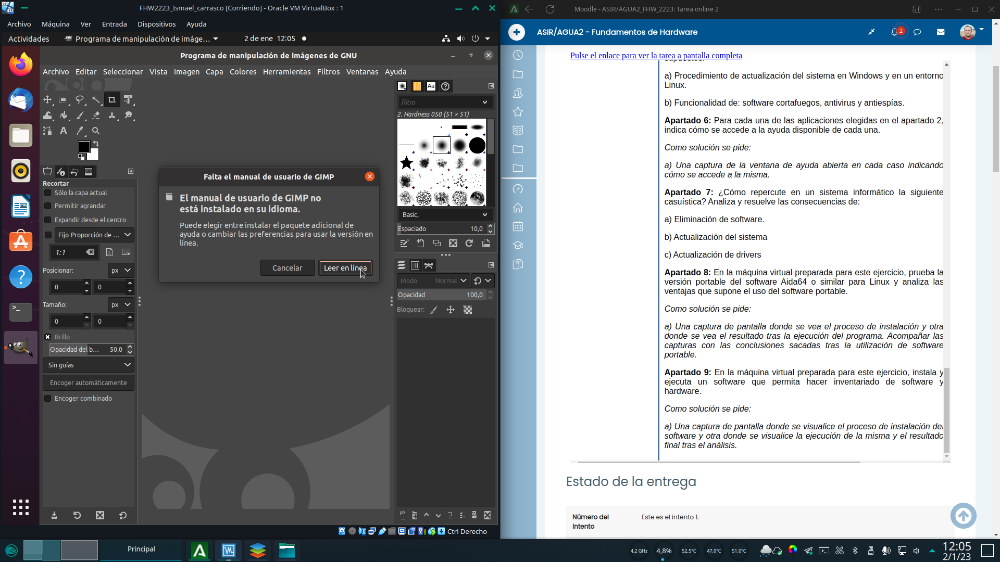 FHW2223_Ismael_carrasco [Corriendo] - Oracle VM VirtualBox : 1
Archivo Máquina Ver Entrada Dispositivos Ayuda
Actividades Programa de manipulación de imáge... 2 de ene 12:05
Programa de manipulación de imágenes de GNU
Archivo Editar Seleccionar Vista Imagen Capa Colores Herramientas Filtros Ventanas Ayuda
Recortar
Sólo la capa actual
Permitir agrandar
Expandir desde el centro
Fijo Proporción de ...
1:1
Posicionar: px
0 0
Tamaño: px
0 0
Brillo
Opacidad del b... 50,0
Sin guías
Encoger automáticamente
Encoger combinado
Falta el manual de usuario de GIMP
El manual de usuario de GIMP no
está instalado en su idioma.
Puede elegir entre instalar el paquete adicional de
ayuda o cambiar las preferencias para usar la versión en
línea.
Cancelar Leer en línea
Aa
filtro
2. Hardness 050 (51 × 51)
Basic,
Espaciado 10,0
Modo Normal
Opacidad 100,0
Bloquear:
Ctrl Derecho
Moodle - ASIR/AGUA2_FHW_2223: Tarea online 2
ASIR/AGUA2 - Fundamentos de Hardware
2
Pulse el enlace para ver la tarea a pantalla completa
supuestos:
a) Procedimiento de actualización del sistema en Windows y en un entorno
Linux.
b) Funcionalidad de: software cortafuegos, antivirus y antiespías.
Apartado 6: Para cada una de las aplicaciones elegidas en el apartado 2,
indica cómo se accede a la ayuda disponible de cada una.
Como solución se pide:
a) Una captura de la ventana de ayuda abierta en cada caso indicando
cómo se accede a la misma.
Apartado 7: ¿Cómo repercute en un sistema informático la siguiente
casuística? Analiza y resuelve las consecuencias de:
a) Eliminación de software.
b) Actualización del sistema
c) Actualización de drivers
Apartado 8: En la máquina virtual preparada para este ejercicio, prueba la
versión portable del software Aida64 o similar para Linux y analiza las
ventajas que supone el uso del software portable.
Como solución se pide:
a) Una captura de pantalla donde se vea el proceso de instalación y otra
donde se vea el resultado tras la ejecución del programa. Acompañar las
capturas con las conclusiones sacadas tras la utilización de software
portable.
Apartado 9: En la máquina virtual preparada para este ejercicio, instala y
ejecuta un software que permita hacer inventariado de software y
hardware.
Como solución se pide:
a) Una captura de pantalla donde se visualice el proceso de instalación del
software y otra donde se visualice la ejecución de la misma y el resultado
final tras el análisis.
Estado de la entrega
Número del
Intento
Este es el intento 1.
Principal
4,2 GHz 4,8% 52,5°C 47,0°C 51,0°C
12:05
2/1/23